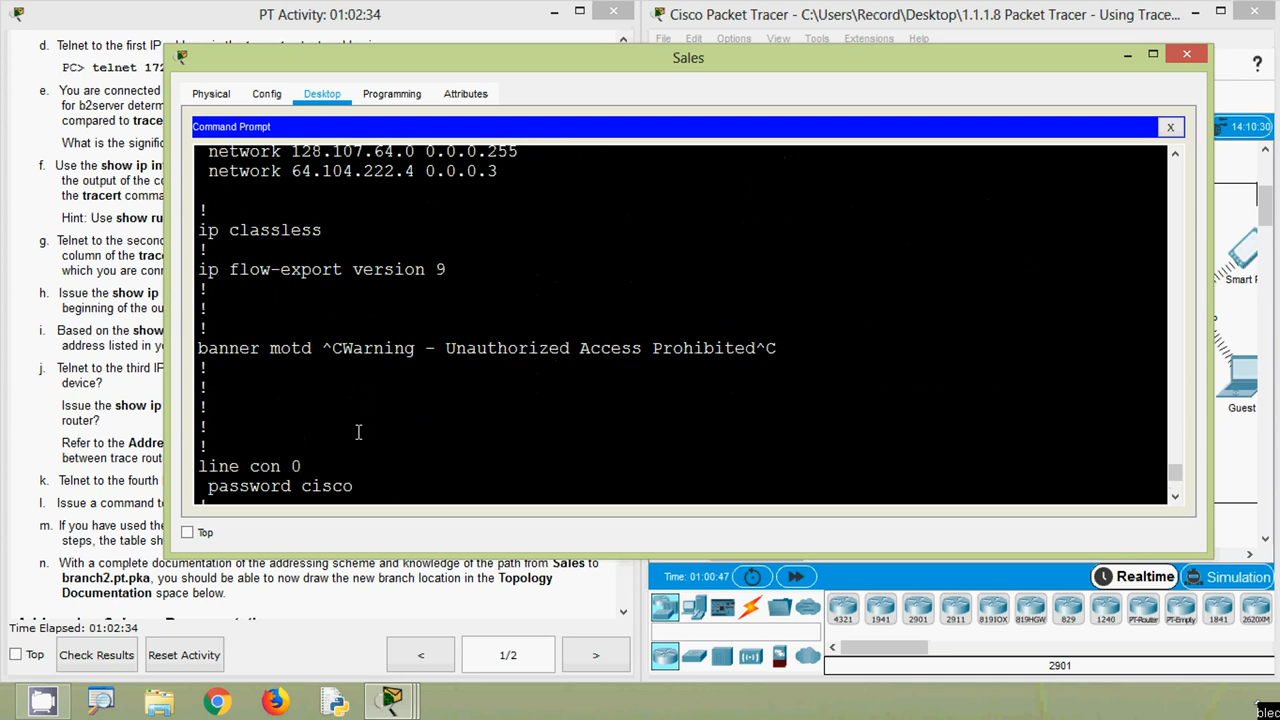 PT Activity: 01:02:34
Cisco Packet Tracer - C:\Users\Record\Desktop\1.1.1.8 Packet Tracer - Using Trace...
File Edit Options View Tools Extensions Help
d. Telnet to the first IP
PC> telnet 172
e. You are connected
for b2server determ
compared to tracer
What is the signific
f. Use the show ip in
the output of the co
the tracert comma
Hint: Use show ru
g. Telnet to the secon
column of the trace
which you are conn
h. Issue the show ip
beginning of the ou
i. Based on the show
address listed in yo
j. Telnet to the third IP
device?
Issue the show ip
router?
Refer to the Addre
between trace rout
k. Telnet to the fourth
l. Issue a command to
m. If you have used the
steps, the table sh
n. With a complete documentation of the addressing scheme and knowledge of the path from Sales to
branch2.pt.pka, you should be able to now draw the new branch location in the Topology
Documentation space below.
Time Elapsed: 01:02:34
Top
Check Results
Reset Activity
<
1/2
>
Sales
Physical Config Desktop Programming Attributes
Command Prompt
X
network 128.107.64.0 0.0.0.255
network 64.104.222.4 0.0.0.3
!
ip classless
!
ip flow-export version 9
!
!
!
banner motd ^CWarning - Unauthorized Access Prohibited^C
!
!
!
!
!
line con 0
password cisco
Top
?
14:10:30
Smart
Guest
Time: 01:00:47
Realtime
Simulation
4321 1941 2901 2911 819IOX 819HGW 829 1240 PT-Router PT-Empty 1841 2620XM
2901